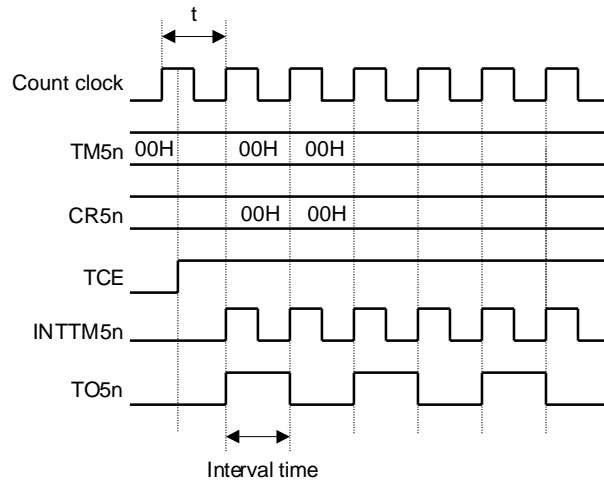 t
Count clock
TM5n 00H 00H 00H
CR5n 00H 00H
TCE
INTTM5n
TO5n
Interval time